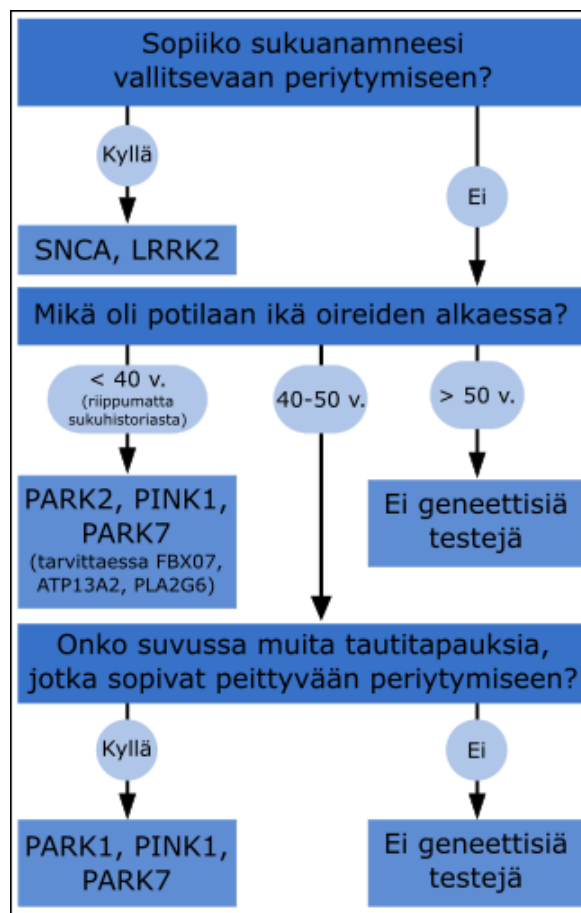 Sopiiko sukuanamneesi
vallitsevaan periytymiseen?
Kyllä
Ei
SNCA, LRRK2
Mikä oli potilaan ikä oireiden alkaessa?
< 40 v.
(riippumatta
sukuhistoriasta)
40-50 v.
> 50 v.
PARK2, PINK1,
PARK7
(tarvittaessa FBX07,
ATP13A2, PLA2G6)
Ei geneettisiä
testejä
Onko suvussa muita tautitapauksia,
jotka sopivat peittyvään periytymiseen?
Kyllä
Ei
PARK1, PINK1,
PARK7
Ei geneettisiä
testejä